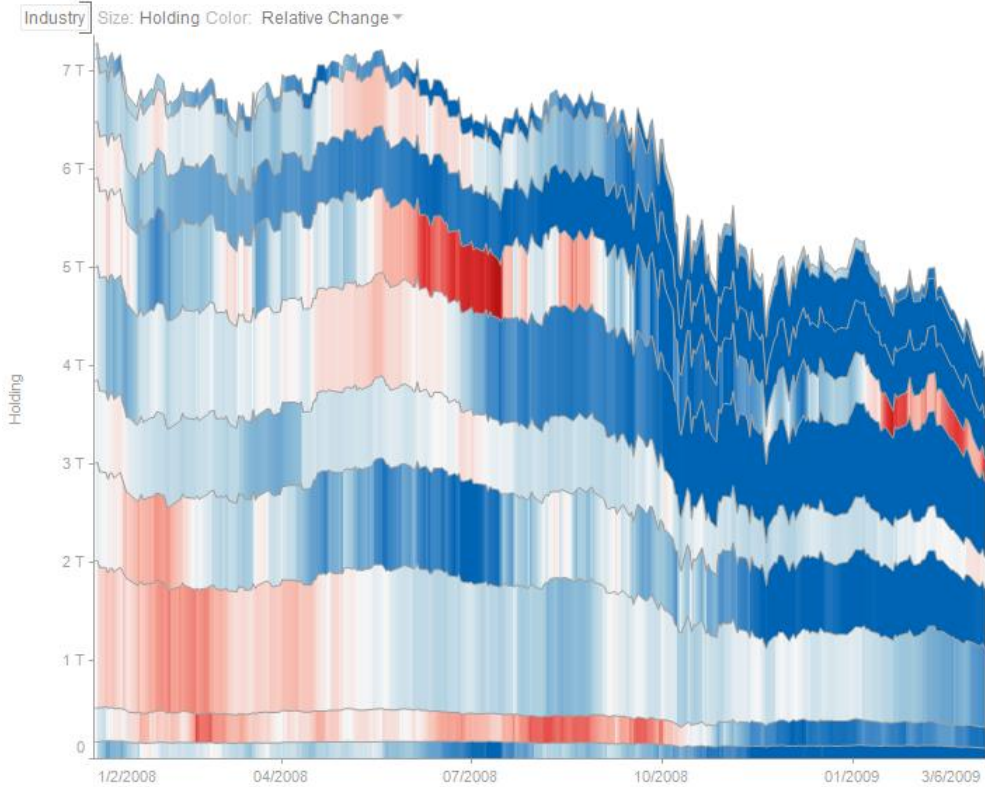 Industry Size: Holding Color: Relative Change
7 T
6 T
5 T
4 T
3 T
2 T
1 T
0
Holding
1/2/2008 04/2008 07/2008 10/2008 01/2009 3/6/2009